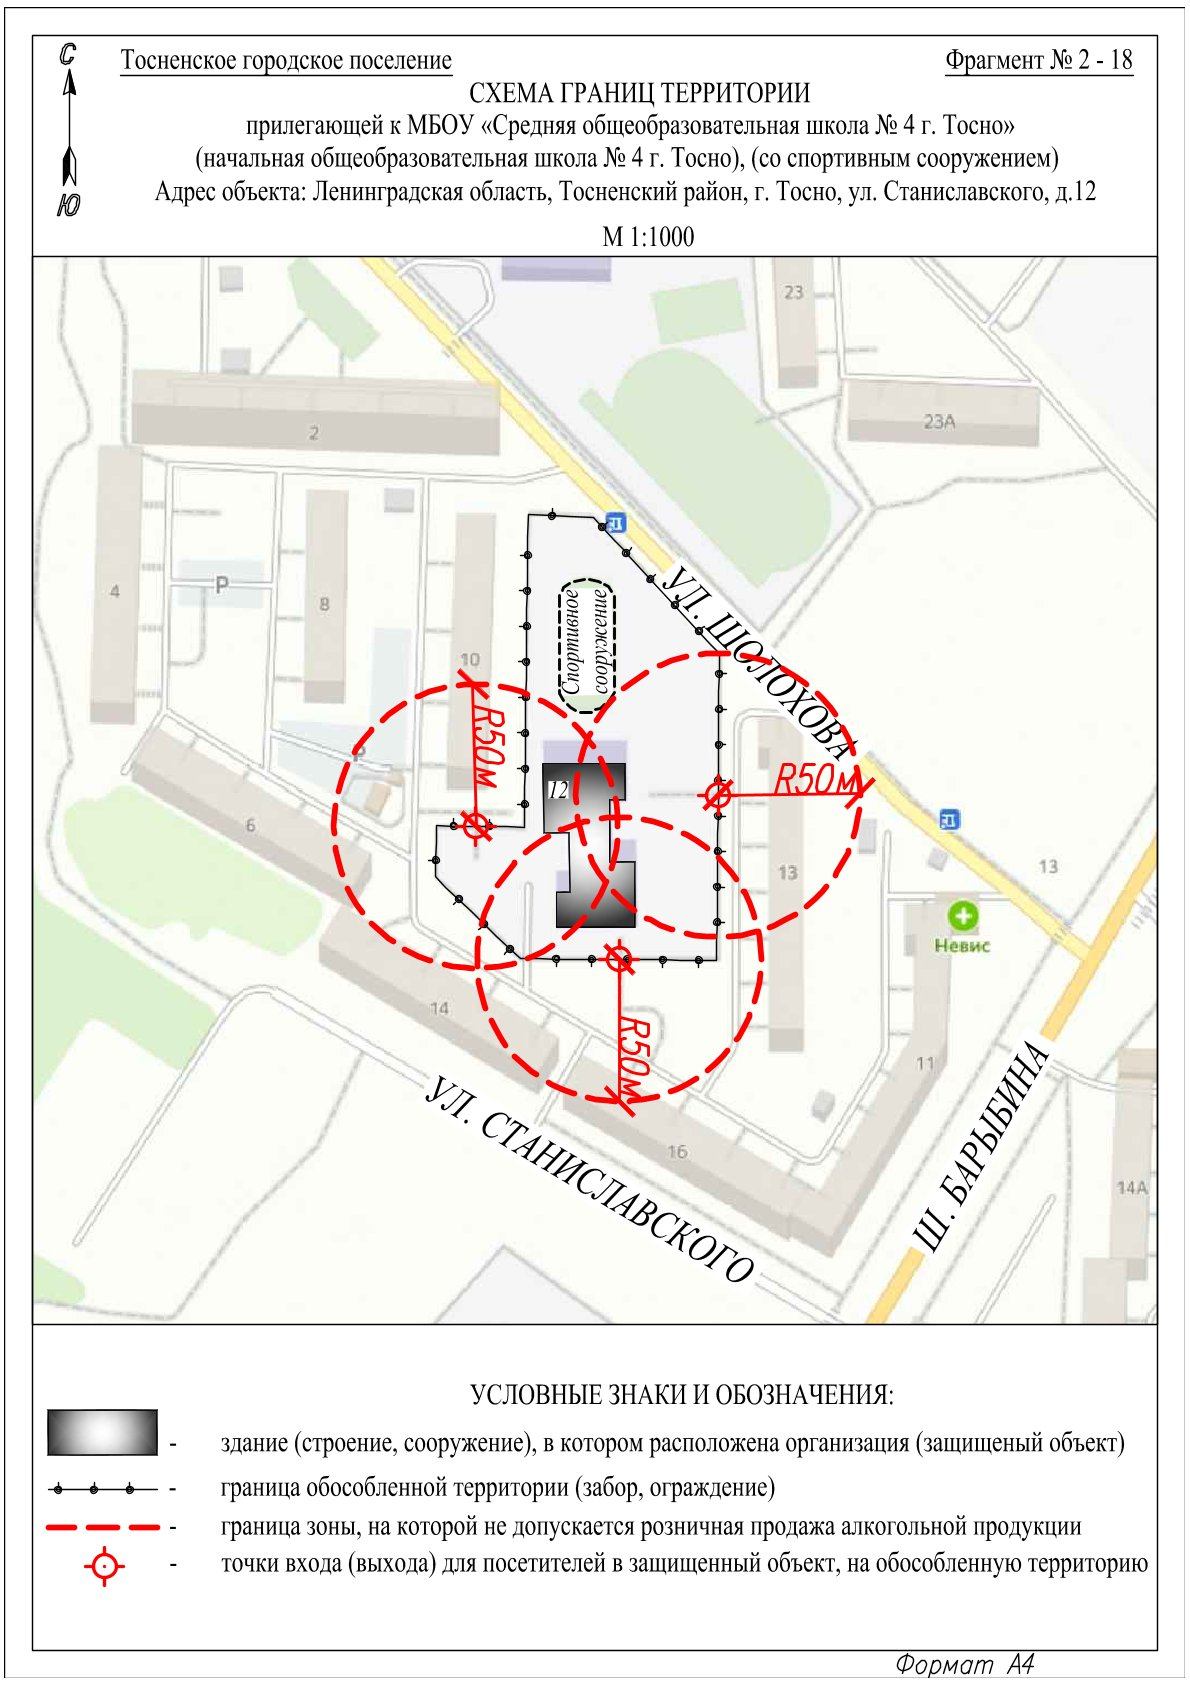 С
Ю
Тосненское городское поселение
Фрагмент № 2 - 18
СХЕМА ГРАНИЦ ТЕРРИТОРИИ
прилегающей к МБОУ «Средняя общеобразовательная школа № 4 г. Тосно»
(начальная общеобразовательная школа № 4 г. Тосно), (со спортивным сооружением)
Адрес объекта: Ленинградская область, Тосненский район, г. Тосно, ул. Станиславского, д.12
М 1:1000
23
23А
2
4
Р
8
10
Спортивное
сооружение
УЛ. ШОЛОХОВА
R50м
R50м
Р
12
6
13
13
Невис
14
R50м
11
16
14А
УЛ. СТАНИСЛАВСКОГО
Ш. БАРЫБИНА
УСЛОВНЫЕ ЗНАКИ И ОБОЗНАЧЕНИЯ:
- здание (строение, сооружение), в котором расположена организация (защищеный объект)
- граница обособленной территории (забор, ограждение)
- граница зоны, на которой не допускается розничная продажа алкогольной продукции
- точки входа (выхода) для посетителей в защищенный объект, на обособленную территорию
Формат А4